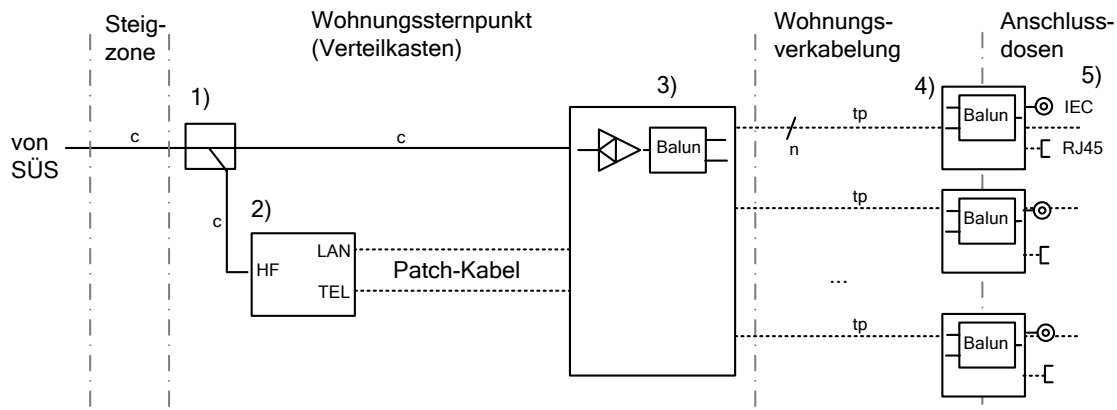 Steig-
zone
Wohnungssternpunkt
(Verteilkasten)
Wohnungs-
verkabelung
Anschluss-
dosen
1)
3)
4)
5)
von
SÜS
c
c
tp
n
Balun
Balun
IEC
RJ45
c
2)
HF
LAN
TEL
Patch-Kabel
Balun
...
tp
Balun